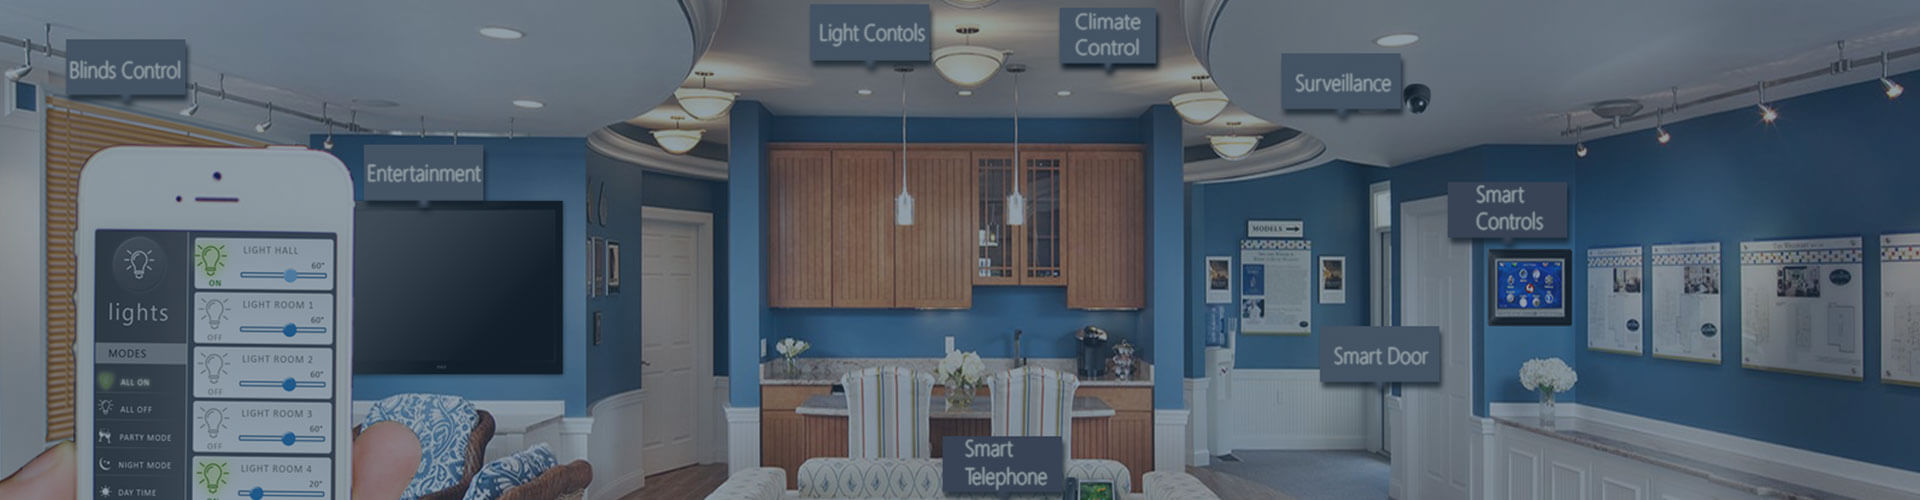 Blinds Control
Light Contols
Climate
Control
Surveillance
Entertainment
Smart
Controls
MODELS
Smart Door
Smart
Telephone
lights
MODES
ALL ON
ALL OFF
PARTY MODE
NIGHT MODE
DAY TIME
LIGHT HALL
60°
ON
LIGHT ROOM 1
60°
OFF
LIGHT ROOM 2
60°
OFF
LIGHT ROOM 3
60°
OFF
LIGHT ROOM 4
20°